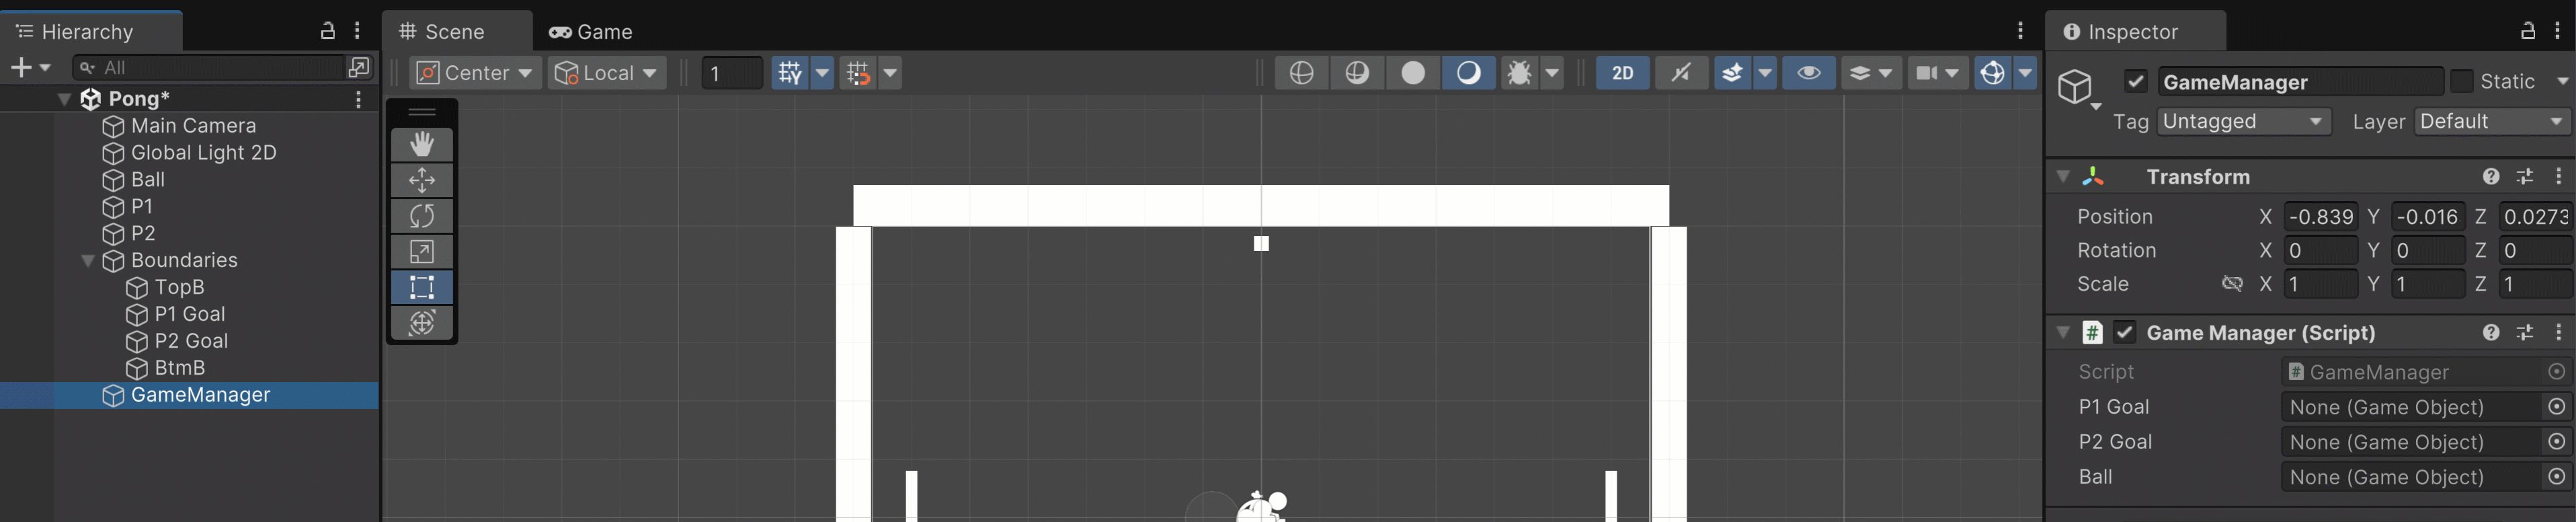 Hierarchy
All
Pong*
Main Camera
Global Light 2D
Ball
P1
P2
Boundaries
TopB
P1 Goal
P2 Goal
BtmB
GameManager
Scene
Game
Center
Local
1
2D
Inspector
GameManager
Static
Tag Untagged
Layer Default
Transform
Position X -0.839 Y -0.016 Z 0.0273
Rotation X 0 Y 0 Z 0
Scale X 1 Y 1 Z 1
# Game Manager (Script)
Script # GameManager
P1 Goal None (Game Object)
P2 Goal None (Game Object)
Ball None (Game Object)